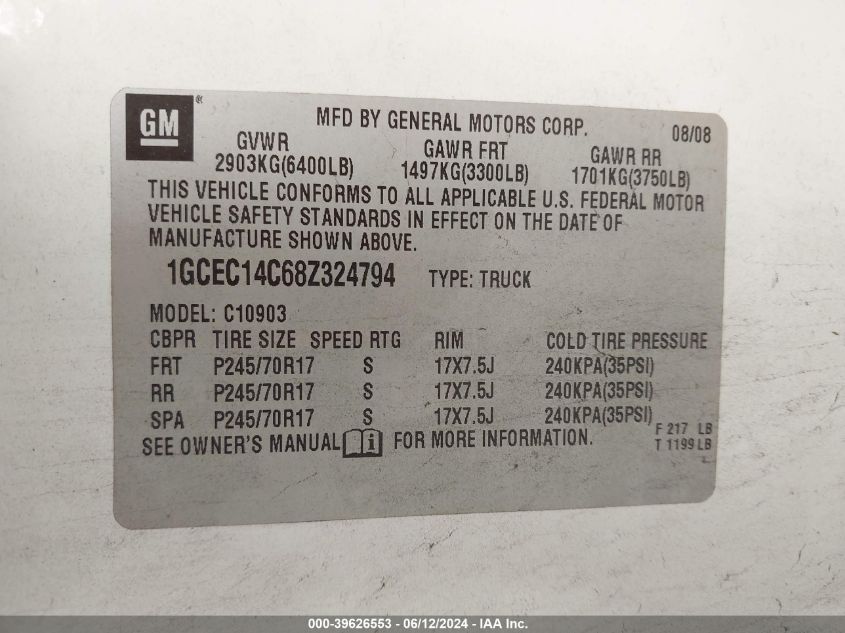 GM®
MFD BY GENERAL MOTORS CORP. 08/08
GVWR GAWR FRT GAWR RR
2903KG(6400LB) 1497KG(3300LB) 1701KG(3750LB)
THIS VEHICLE CONFORMS TO ALL APPLICABLE U.S. FEDERAL MOTOR
VEHICLE SAFETY STANDARDS IN EFFECT ON THE DATE OF
MANUFACTURE SHOWN ABOVE.
1GCEC14C68Z324794 TYPE: TRUCK
MODEL: C10903
CBPR TIRE SIZE SPEED RTG RIM COLD TIRE PRESSURE
FRT P245/70R17 S 17X7.5J 240KPA(35PSI)
RR P245/70R17 S 17X7.5J 240KPA(35PSI)
SPA P245/70R17 S 17X7.5J 240KPA(35PSI)
F 217 LB
SEE OWNER'S MANUAL i FOR MORE INFORMATION.
T 1199 LB
000-39626553 - 06/12/2024 - IAA Inc.